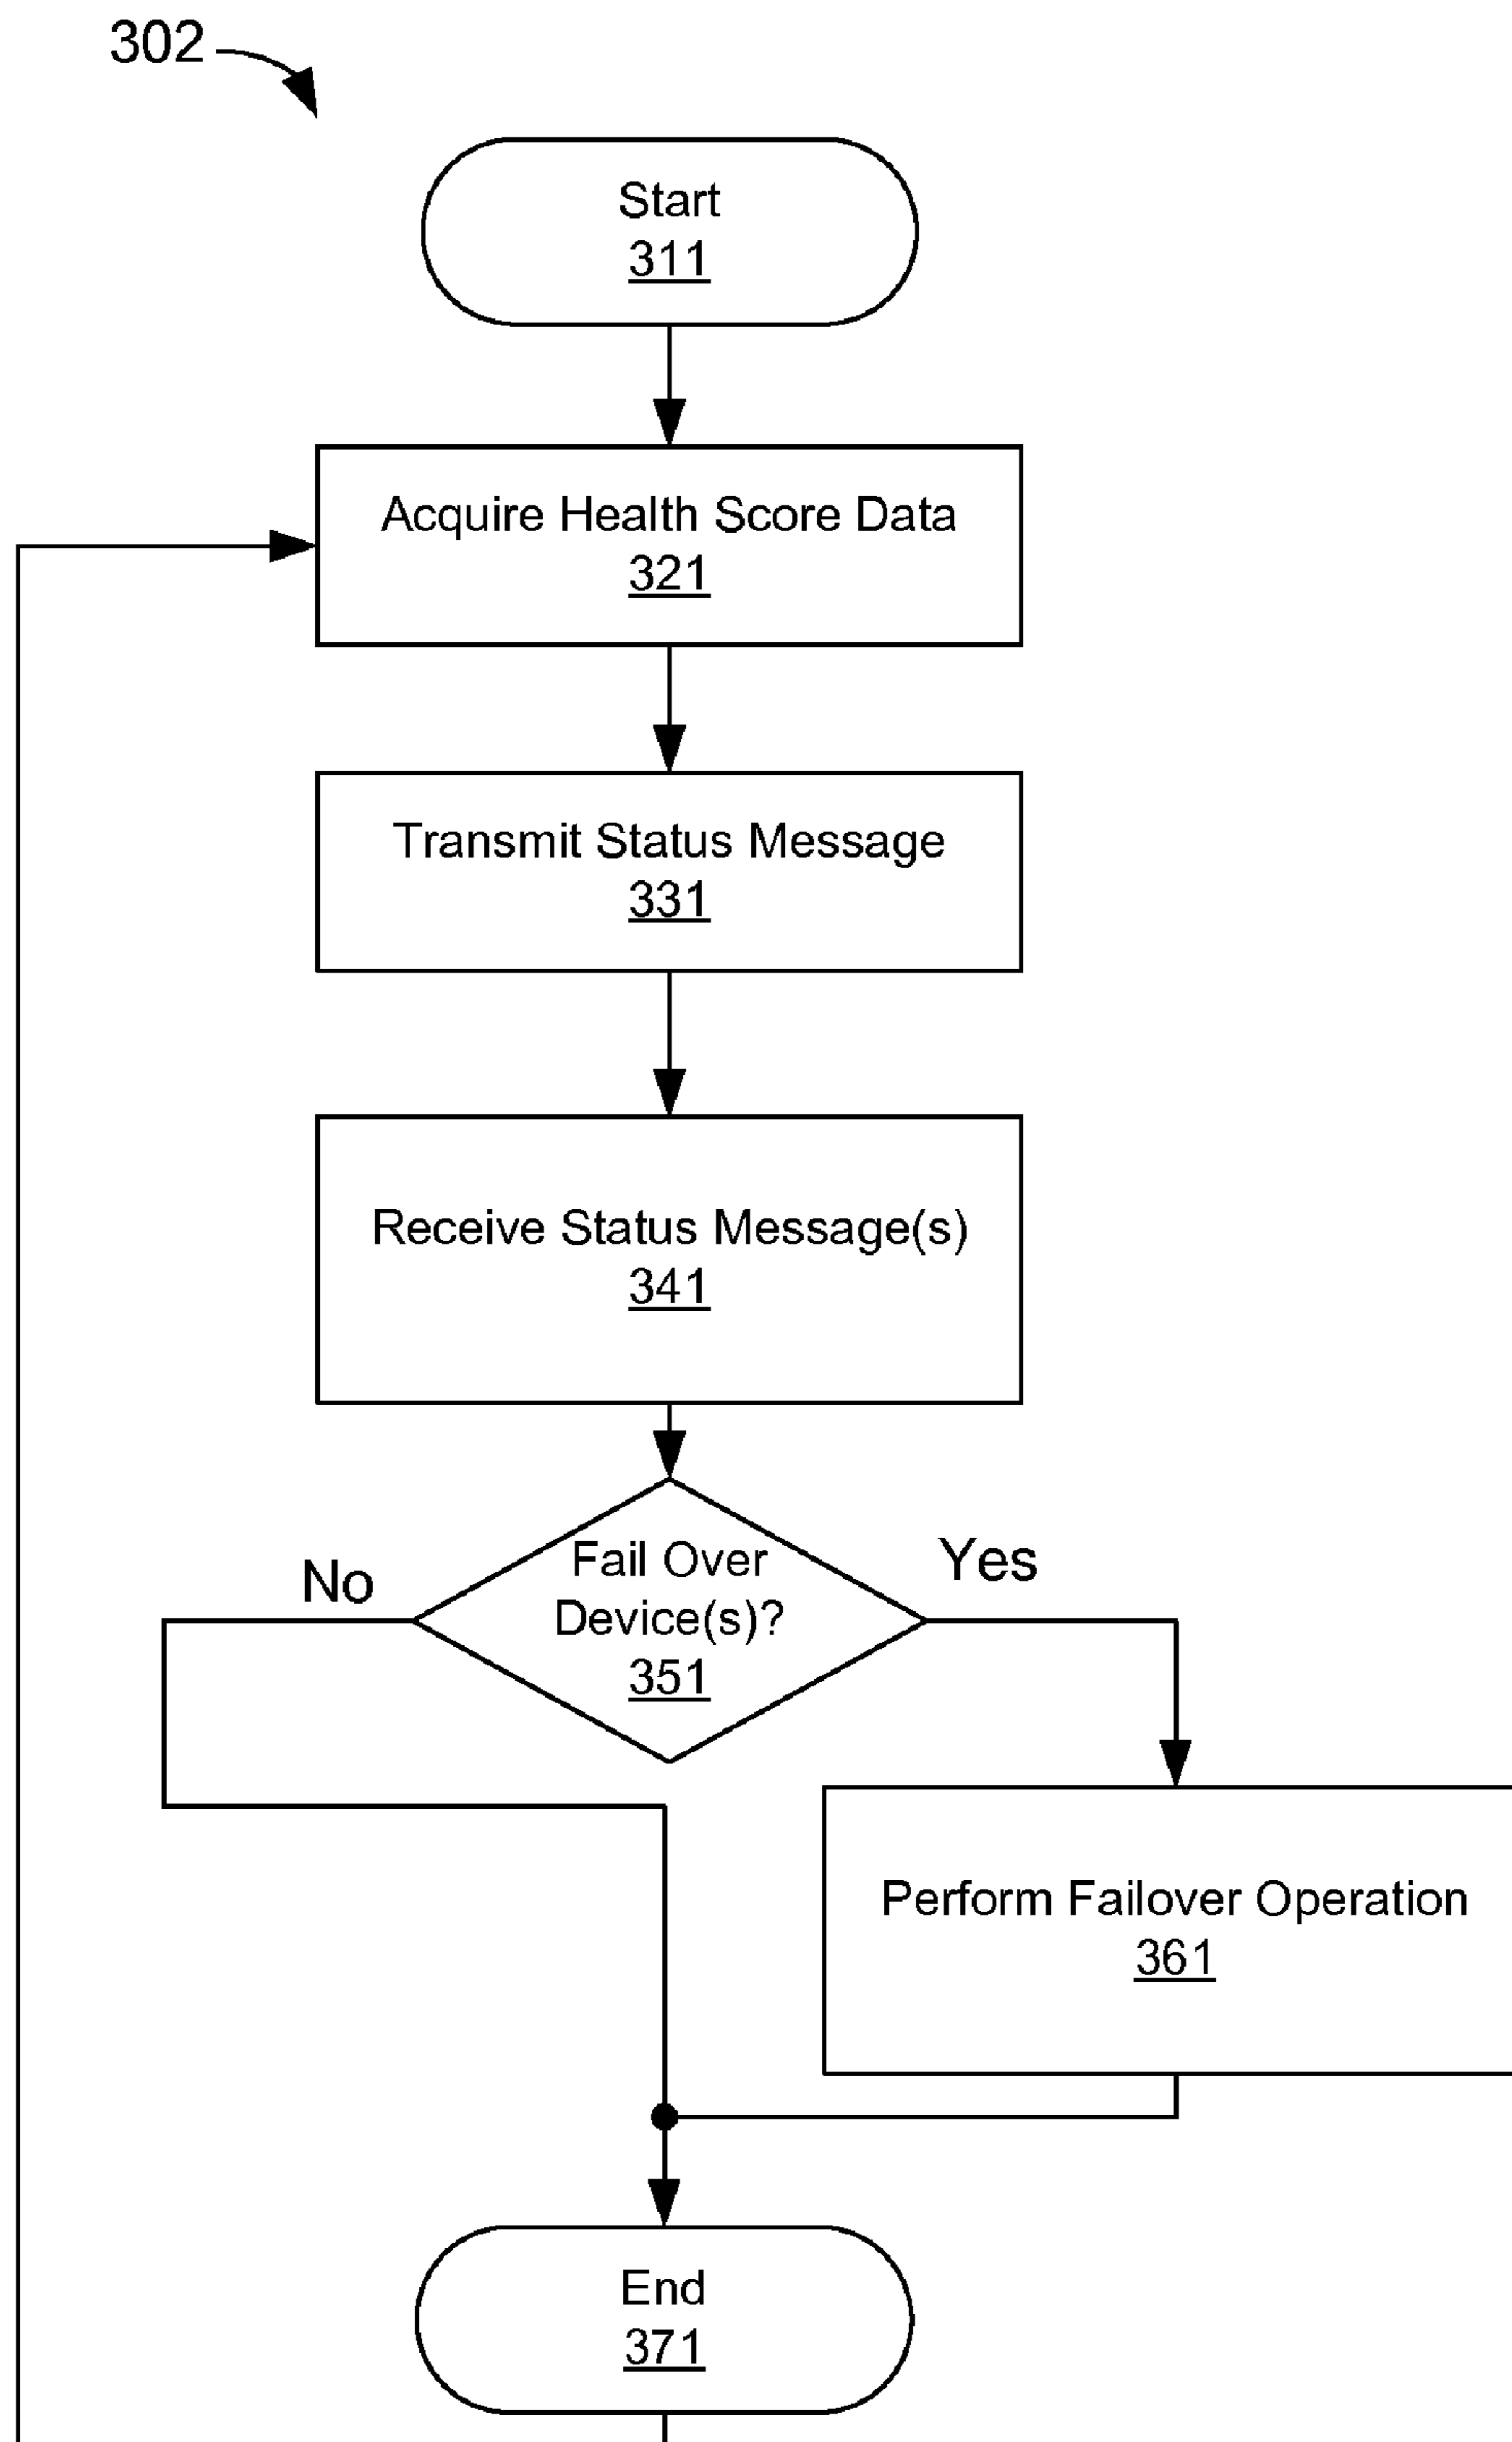 302
Start
311
Acquire Health Score Data
321
Transmit Status Message
331
Receive Status Message(s)
341
Fail Over
Device(s)?
351
No
Yes
Perform Failover Operation
361
End
371